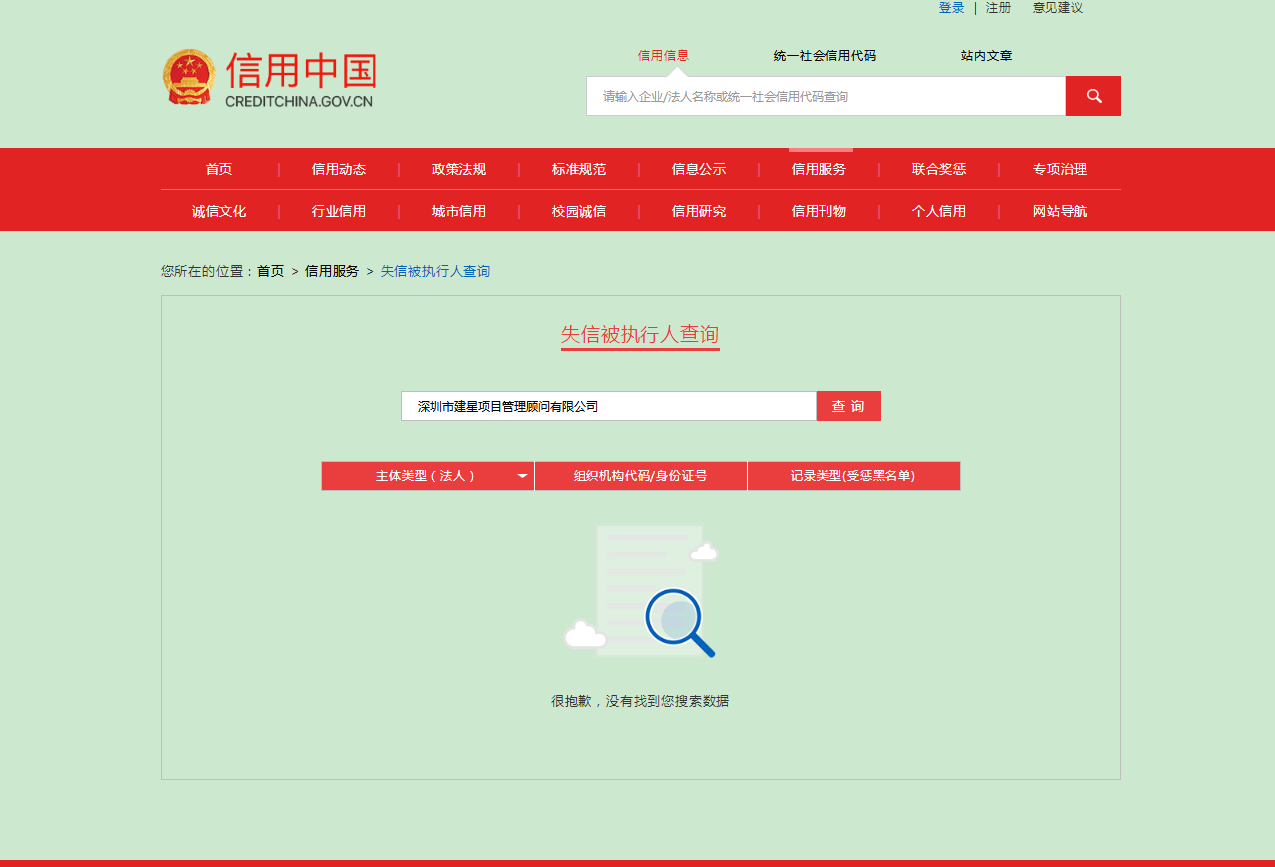 登录 | 注册 意见建议
信用信息 统一社会信用代码 站内文章
信用中国
CREDITCHINA.GOV.CN
请输入企业/法人名称或统一社会信用代码查询
首页 | 信用动态 | 政策法规 | 标准规范 | 信息公示 | 信用服务 | 联合奖惩 | 专项治理
诚信文化 | 行业信用 | 城市信用 | 校园诚信 | 信用研究 | 信用刊物 | 个人信用 | 网站导航
您所在的位置：首页 > 信用服务 > 失信被执行人查询
失信被执行人查询
深圳市建星项目管理顾问有限公司 查 询
主体类型（法人） 组织机构代码/身份证号 记录类型(受惩黑名单)
很抱歉，没有找到您搜索数据